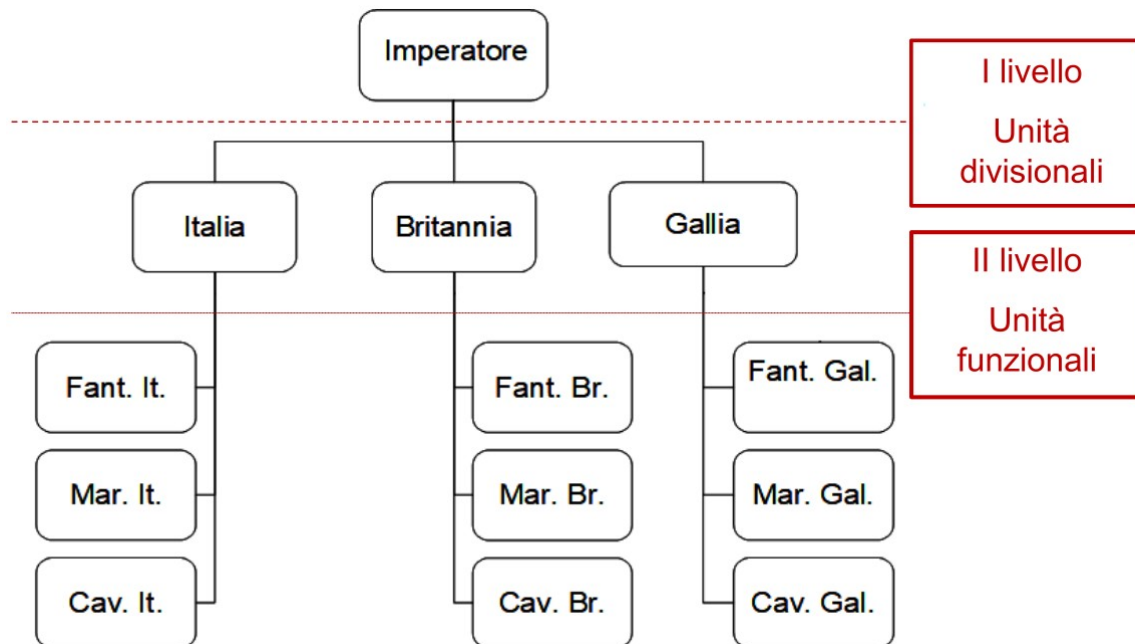 Imperatore
I livello
Unità
divisionali
Italia
Britannia
Gallia
II livello
Unità
funzionali
Fant. It.
Fant. Br.
Fant. Gal.
Mar. It.
Mar. Br.
Mar. Gal.
Cav. It.
Cav. Br.
Cav. Gal.